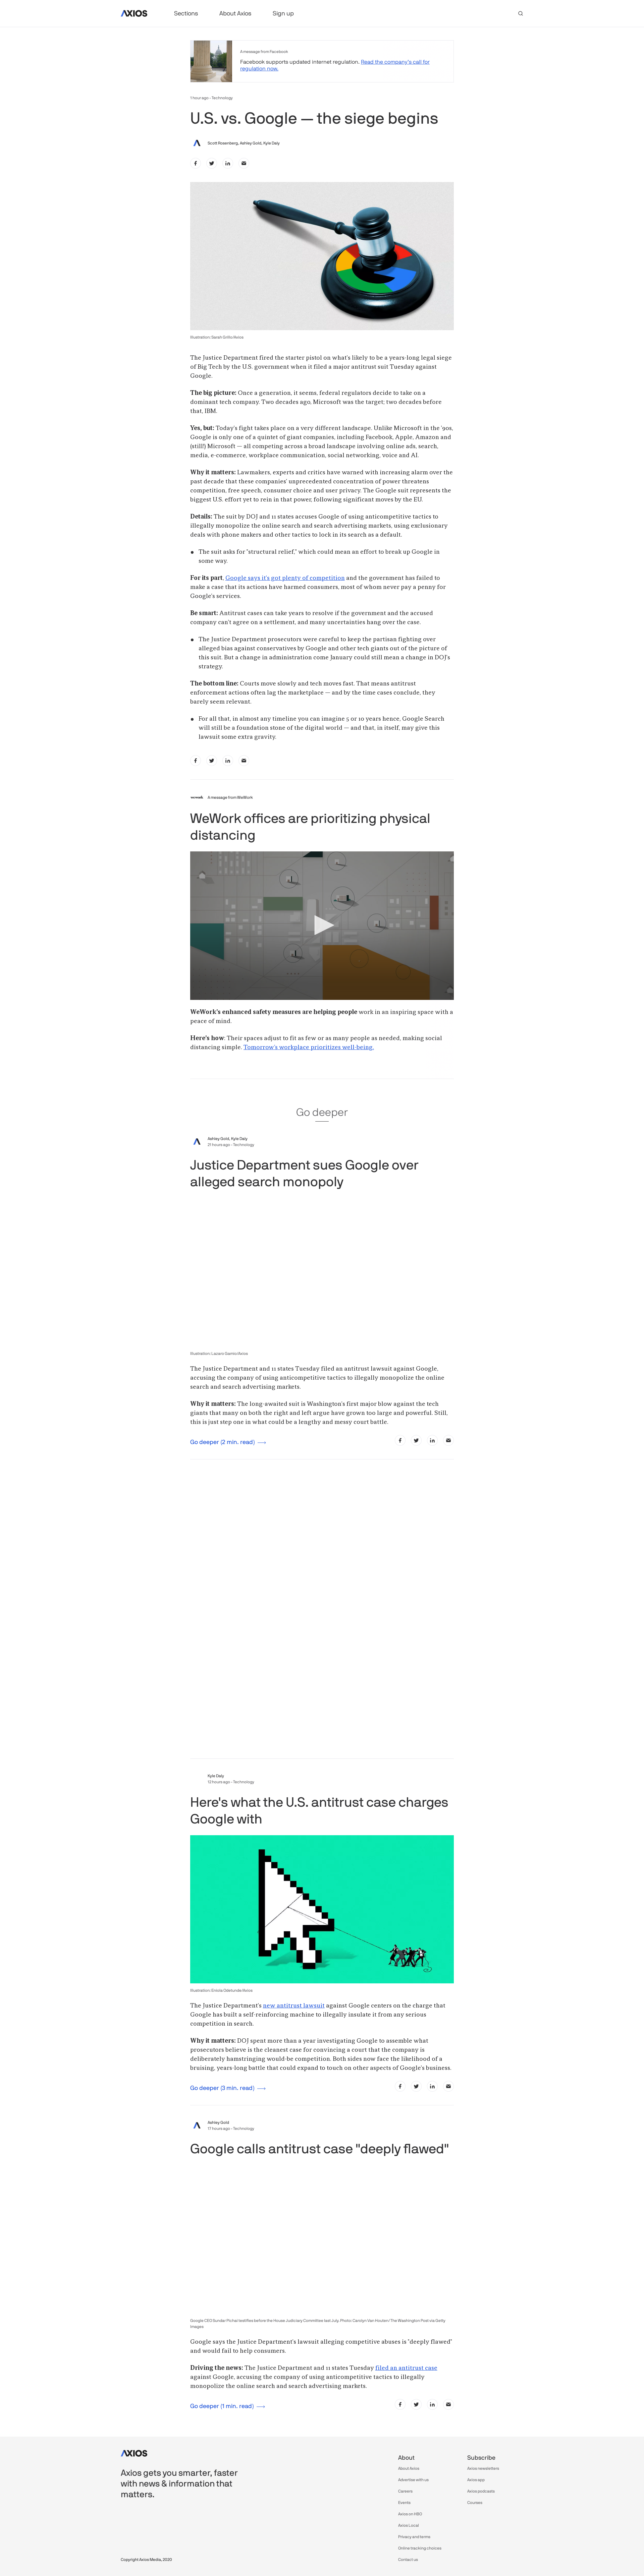 AXIOS
Sections
About Axios
Sign up
A message from Facebook
Facebook supports updated internet regulation. Read the company's call for
regulation now.
1 hour ago - Technology
U.S. vs. Google — the siege begins
Scott Rosenberg, Ashley Gold, Kyle Daly
Illustration: Sarah Grillo/Axios
The Justice Department fired the starter pistol on what's likely to be a years-long legal siege
of Big Tech by the U.S. government when it filed a major antitrust suit Tuesday against
Google.
The big picture: Once a generation, it seems, federal regulators decide to take on a
dominant tech company. Two decades ago, Microsoft was the target; two decades before
that, IBM.
Yes, but: Today's fight takes place on a very different landscape. Unlike Microsoft in the '90s,
Google is only one of a quintet of giant companies, including Facebook, Apple, Amazon and
(still!) Microsoft — all competing across a broad landscape involving online ads, search,
media, e-commerce, workplace communication, social networking, voice and AI.
Why it matters: Lawmakers, experts and critics have warned with increasing alarm over the
past decade that these companies' unprecedented concentration of power threatens
competition, free speech, consumer choice and user privacy. The Google suit represents the
biggest U.S. effort yet to rein in that power, following significant moves by the EU.
Details: The suit by DOJ and 11 states accuses Google of using anticompetitive tactics to
illegally monopolize the online search and search advertising markets, using exclusionary
deals with phone makers and other tactics to lock in its search as a default.
• The suit asks for "structural relief," which could mean an effort to break up Google in
some way.
For its part, Google says it's got plenty of competition and the government has failed to
make a case that its actions have harmed consumers, most of whom never pay a penny for
Google's services.
Be smart: Antitrust cases can take years to resolve if the government and the accused
company can't agree on a settlement, and many uncertainties hang over the case.
• The Justice Department prosecutors were careful to keep the partisan fighting over
alleged bias against conservatives by Google and other tech giants out of the picture of
this suit. But a change in administration come January could still mean a change in DOJ's
strategy.
The bottom line: Courts move slowly and tech moves fast. That means antitrust
enforcement actions often lag the marketplace — and by the time cases conclude, they
barely seem relevant.
• For all that, in almost any timeline you can imagine 5 or 10 years hence, Google Search
will still be a foundation stone of the digital world — and that, in itself, may give this
lawsuit some extra gravity.
wework
A message from WeWork
WeWork offices are prioritizing physical
distancing
WeWork's enhanced safety measures are helping people work in an inspiring space with a
peace of mind.
Here's how: Their spaces adjust to fit as few or as many people as needed, making social
distancing simple. Tomorrow's workplace prioritizes well-being.
Go deeper
Ashley Gold, Kyle Daly
21 hours ago - Technology
Justice Department sues Google over
alleged search monopoly
Illustration: Lazaro Gamio/Axios
The Justice Department and 11 states Tuesday filed an antitrust lawsuit against Google,
accusing the company of using anticompetitive tactics to illegally monopolize the online
search and search advertising markets.
Why it matters: The long-awaited suit is Washington's first major blow against the tech
giants that many on both the right and left argue have grown too large and powerful. Still,
this is just step one in what could be a lengthy and messy court battle.
Go deeper (2 min. read)
Kyle Daly
12 hours ago - Technology
Here's what the U.S. antitrust case charges
Google with
Illustration: Eniola Odetunde/Axios
The Justice Department's new antitrust lawsuit against Google centers on the charge that
Google has built a self-reinforcing machine to illegally insulate it from any serious
competition in search.
Why it matters: DOJ spent more than a year investigating Google to assemble what
prosecutors believe is the cleanest case for convincing a court that the company is
deliberately hamstringing would-be competition. Both sides now face the likelihood of a
bruising, years-long battle that could expand to touch on other aspects of Google's business.
Go deeper (3 min. read)
Ashley Gold
17 hours ago - Technology
Google calls antitrust case "deeply flawed"
Google CEO Sundar Pichai testifies before the House Judiciary Committee last July. Photo: Carolyn Van Houten/The Washington Post via Getty
Images
Google says the Justice Department's lawsuit alleging competitive abuses is "deeply flawed"
and would fail to help consumers.
Driving the news: The Justice Department and 11 states Tuesday filed an antitrust case
against Google, accusing the company of using anticompetitive tactics to illegally
monopolize the online search and search advertising markets.
Go deeper (1 min. read)
AXIOS
Axios gets you smarter, faster
with news & information that
matters.
About
About Axios
Advertise with us
Careers
Events
Axios on HBO
Axios Local
Privacy and terms
Online tracking choices
Contact us
Subscribe
Axios newsletters
Axios app
Axios podcasts
Courses
Copyright Axios Media, 2020